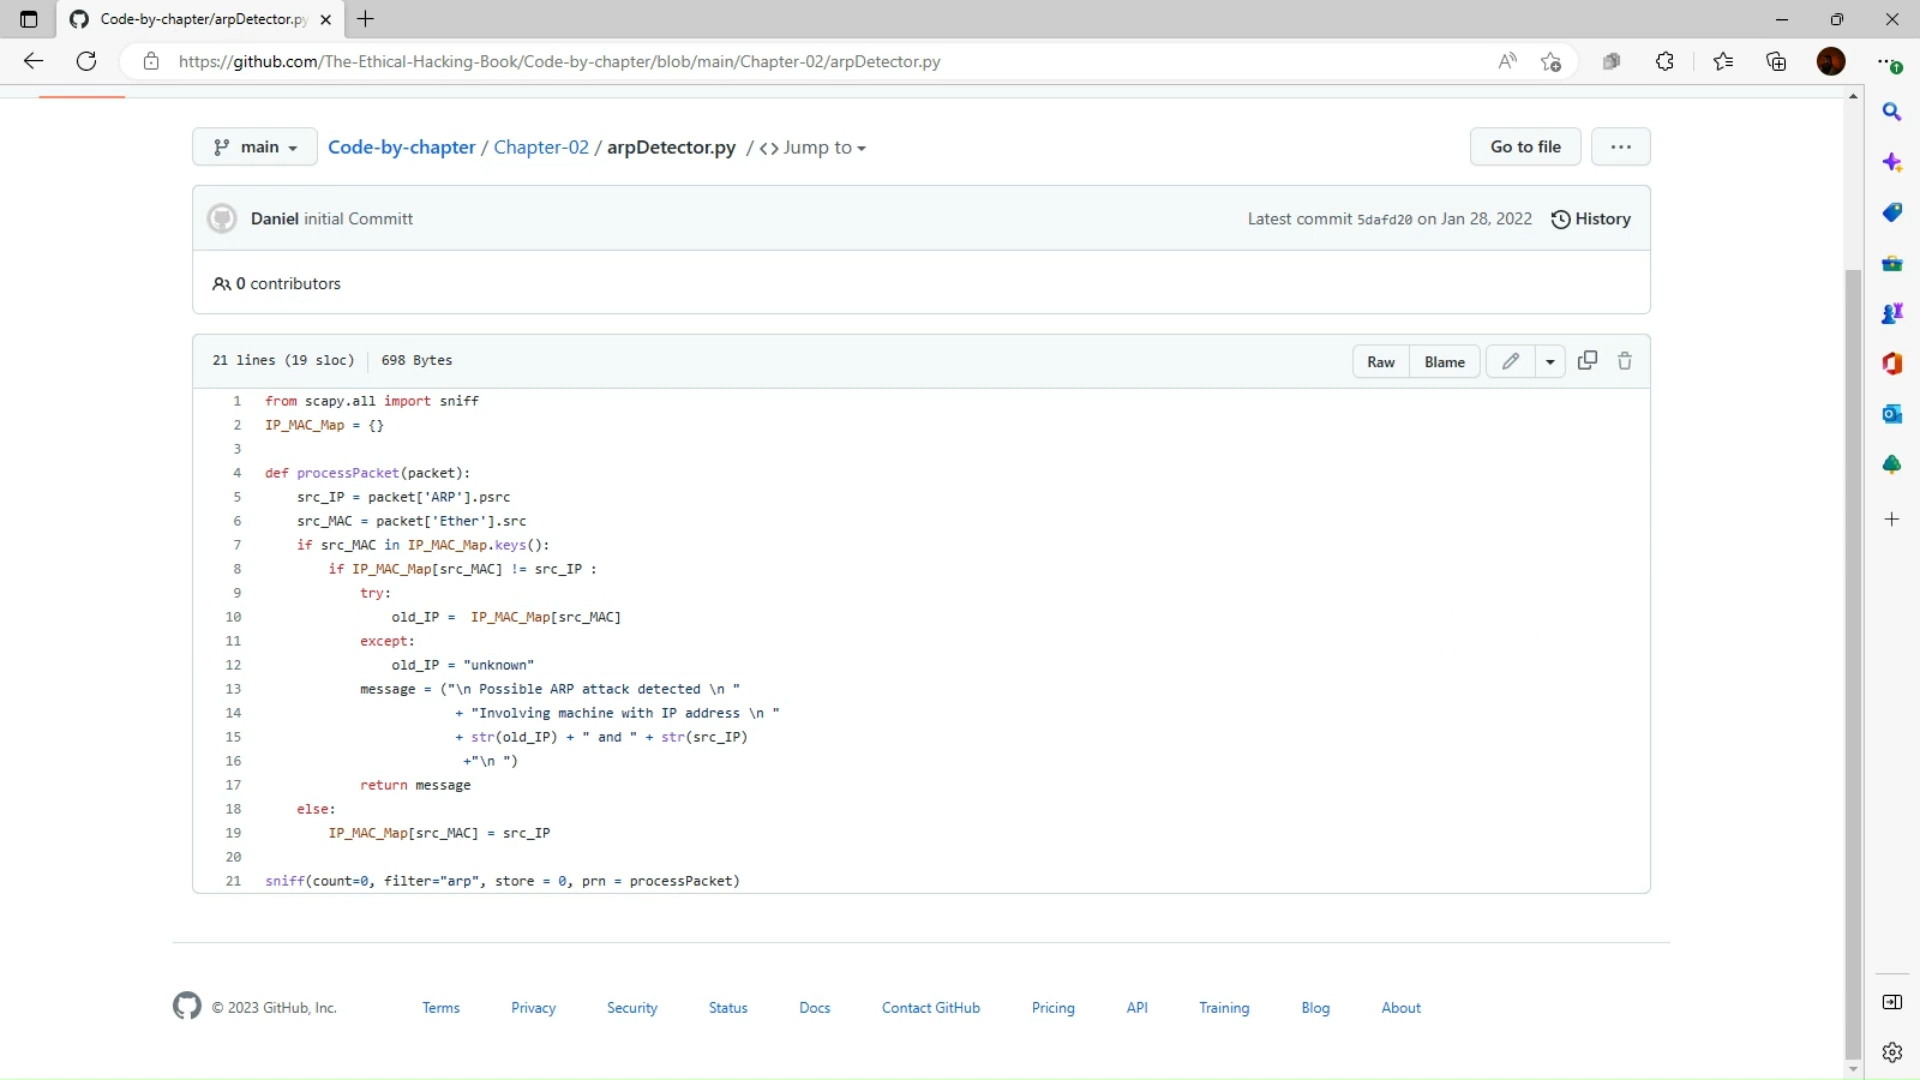 Code-by-chapter/arpDetector.py
https://github.com/The-Ethical-Hacking-Book/Code-by-chapter/blob/main/Chapter-02/arpDetector.py
main
Code-by-chapter / Chapter-02 / arpDetector.py / <> Jump to
Go to file
...
Daniel initial Committ
Latest commit 5dafd20 on Jan 28, 2022
History
0 contributors
21 lines (19 sloc) | 698 Bytes
Raw
Blame
1 from scapy.all import sniff
2 IP_MAC_Map = {}
3
4 def processPacket(packet):
5     src_IP = packet['ARP'].psrc
6     src_MAC = packet['Ether'].src
7     if src_MAC in IP_MAC_Map.keys():
8         if IP_MAC_Map[src_MAC] != src_IP :
9             try:
10                 old_IP =  IP_MAC_Map[src_MAC]
11             except:
12                 old_IP = "unknown"
13             message = ("\n Possible ARP attack detected \n "
14                         + "Involving machine with IP address \n "
15                         + str(old_IP) + " and " + str(src_IP)
16                          +"\n ")
17             return message
18     else:
19         IP_MAC_Map[src_MAC] = src_IP
20
21 sniff(count=0, filter="arp", store = 0, prn = processPacket)
© 2023 GitHub, Inc.
Terms
Privacy
Security
Status
Docs
Contact GitHub
Pricing
API
Training
Blog
About